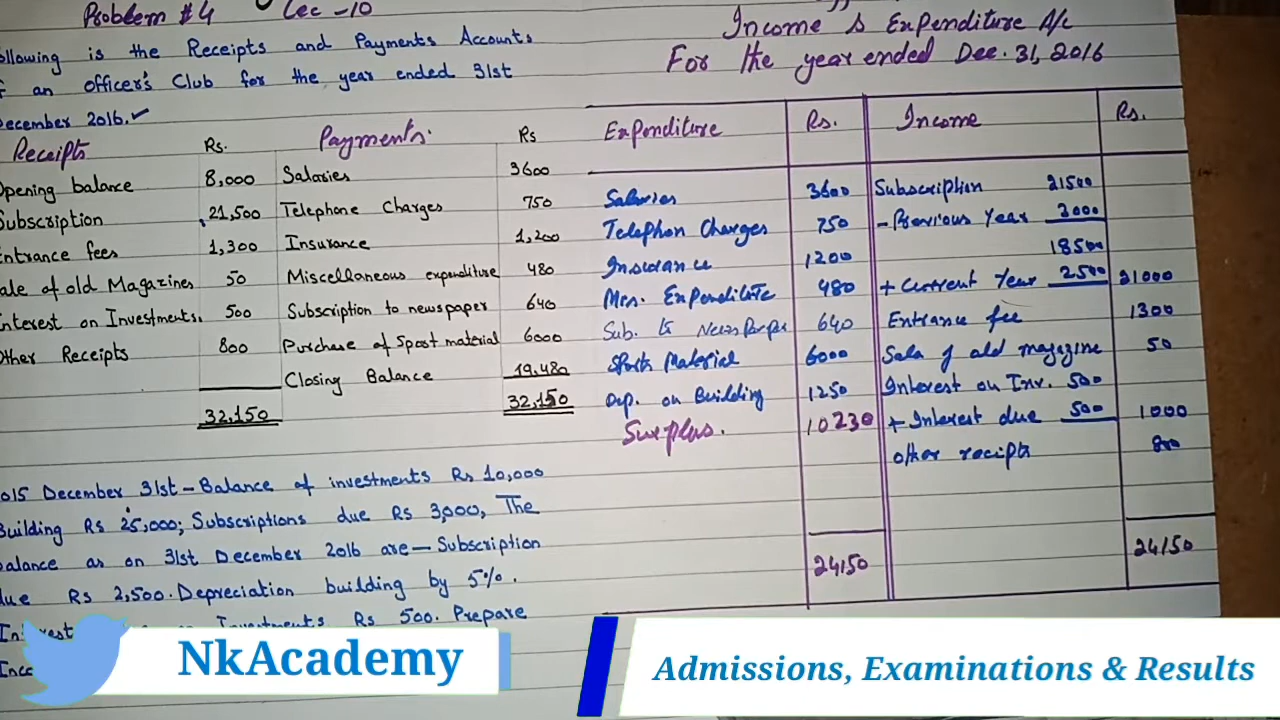 Problem #4 Lec -10
ollowing is the Receipts and Payments Accounts
an officer's Club for the year ended 31st
ecember 2016.
Receipts Rs. Payments. Rs
Opening balance 8,000 Salaries 3600
Subscription 21,500 Telephone Charges 750
Entrance fees 1,300 Insurance 1,200
ale of old Magazines 50 Miscellaneous expenditure 480
Interest on Investments. 500 Subscription to newspaper 640
Other Receipts 800 Purchase of Sport material 6000
Closing Balance 19,480
32,150 32,150
015 December 31st - Balance of investments Rs 10,000
Building Rs 25,000; Subscriptions due Rs 3,000, The
alance as on 31st December 2016 are - Subscription
due Rs 2,500. Depreciation building by 5%.
Investments Rs 500. Prepare
Income & Expenditure A/c
For the year ended Dec. 31, 2016
Expenditure Rs. Income Rs.
Salaries 3600 Subscription 21500
Telephon Charges 750 - Previous Year 3000
Insurance 1200 18500
Mis. Expenditute 480 + Current Year 2500 21000
Sub. to News Paper 640 Entrance fee 1300
Sports Material 6000 Sale of old magazine 50
Dep. on Building 1250 Interest on Inv. 500
Surplus. 10230 + Interest due 500 1000
other recipts 800
24150 24150
NkAcademy
Admissions, Examinations & Results